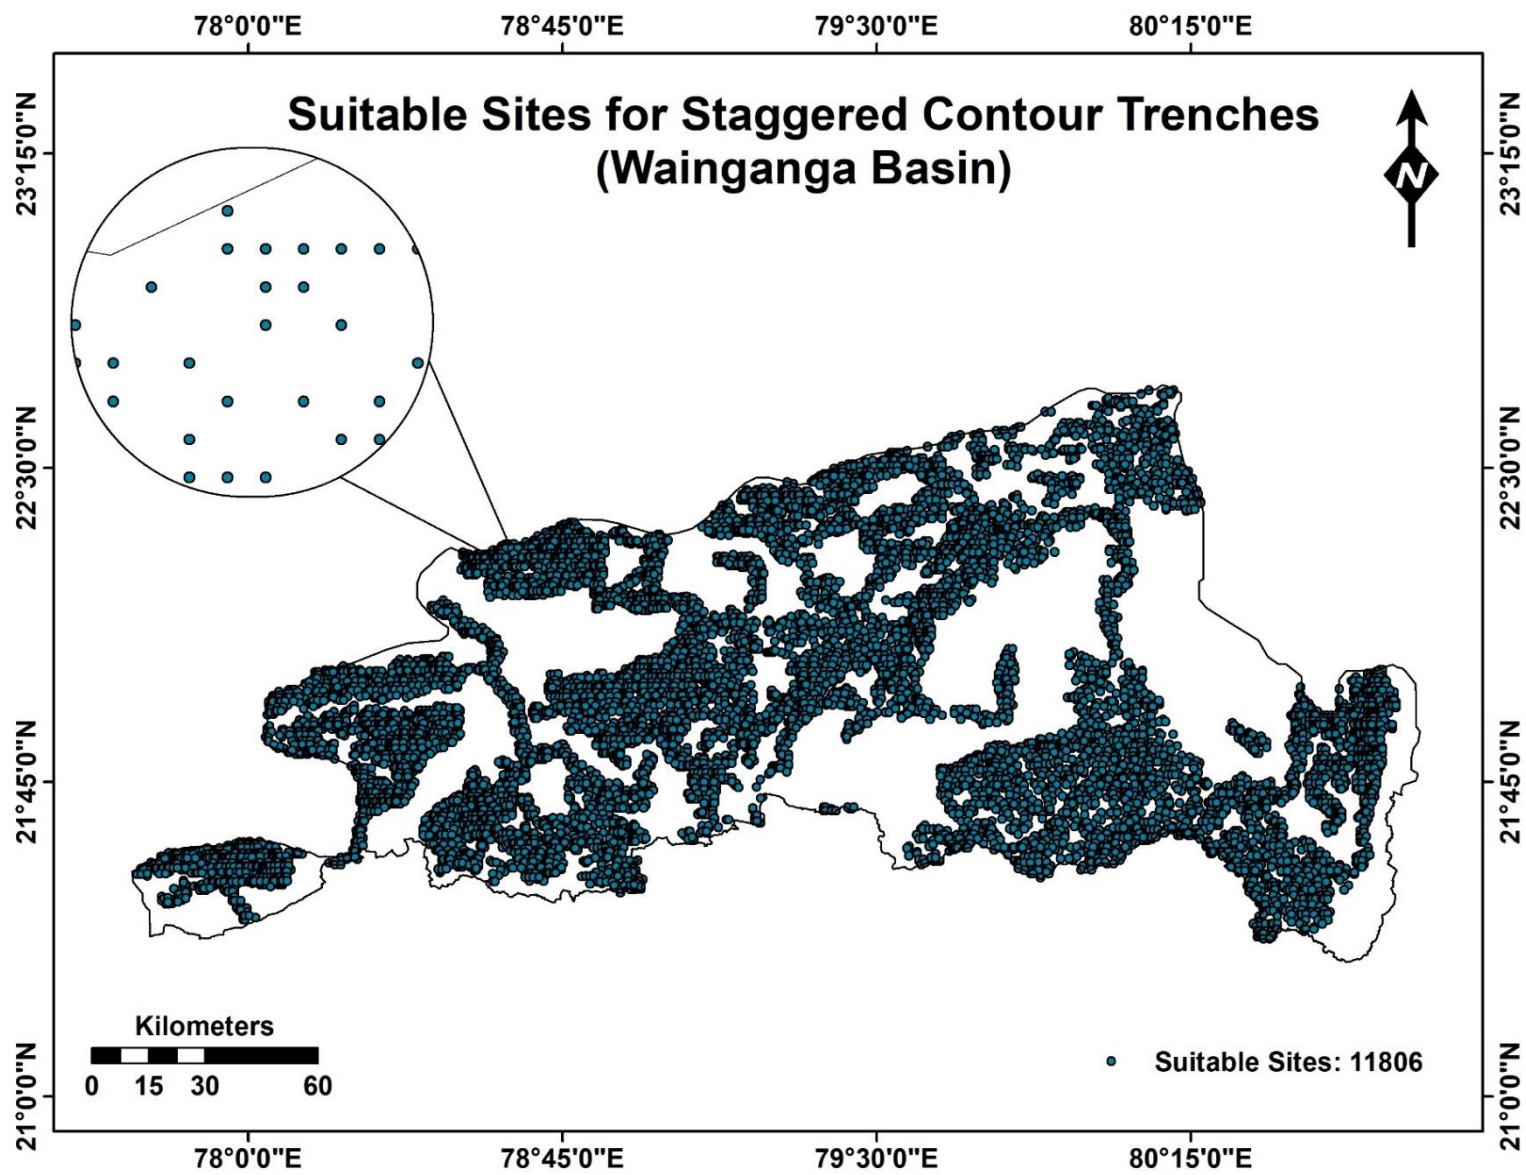 78°0'0"E 78°45'0"E 79°30'0"E 80°15'0"E
Suitable Sites for Staggered Contour Trenches
(Wainganga Basin)
N
23°15'0"N 23°15'0"N
22°30'0"N 22°30'0"N
21°45'0"N 21°45'0"N
21°0'0"N 21°0'0"N
Kilometers
0 15 30 60
Suitable Sites: 11806
78°0'0"E 78°45'0"E 79°30'0"E 80°15'0"E